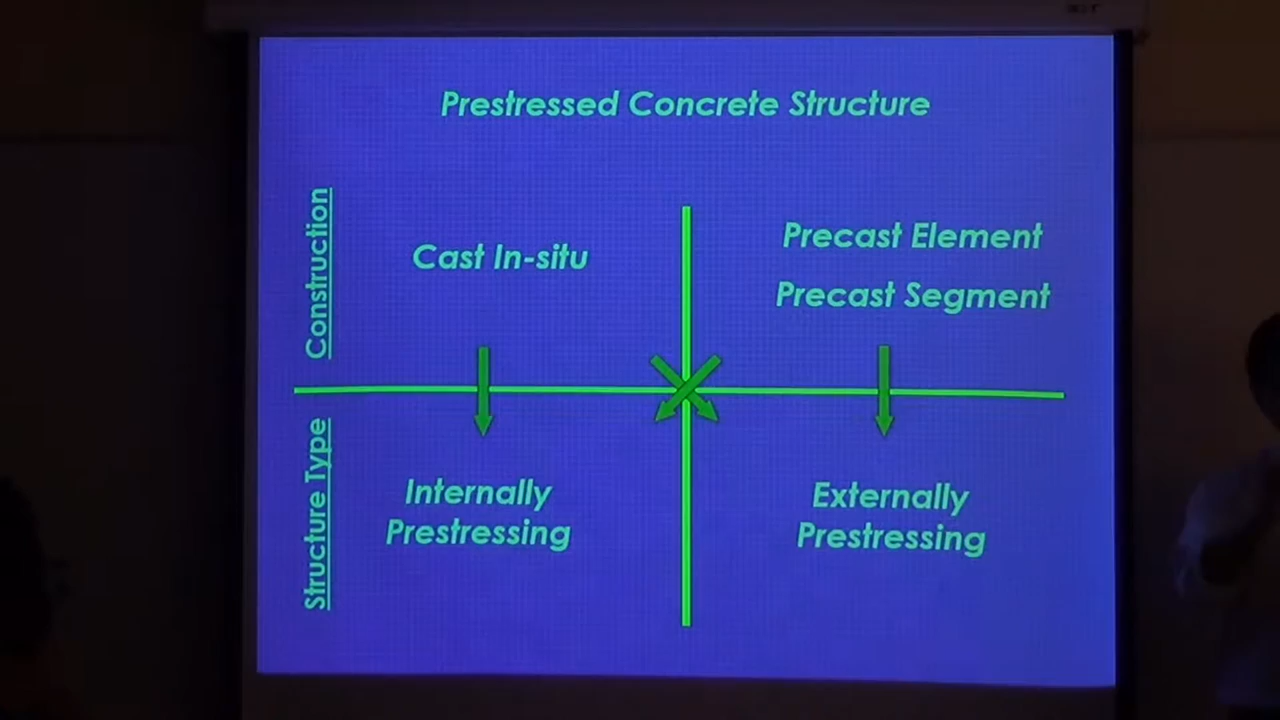 Prestressed Concrete Structure
Construction
Cast In-situ
Precast Element
Precast Segment
Structure Type
Internally
Prestressing
Externally
Prestressing